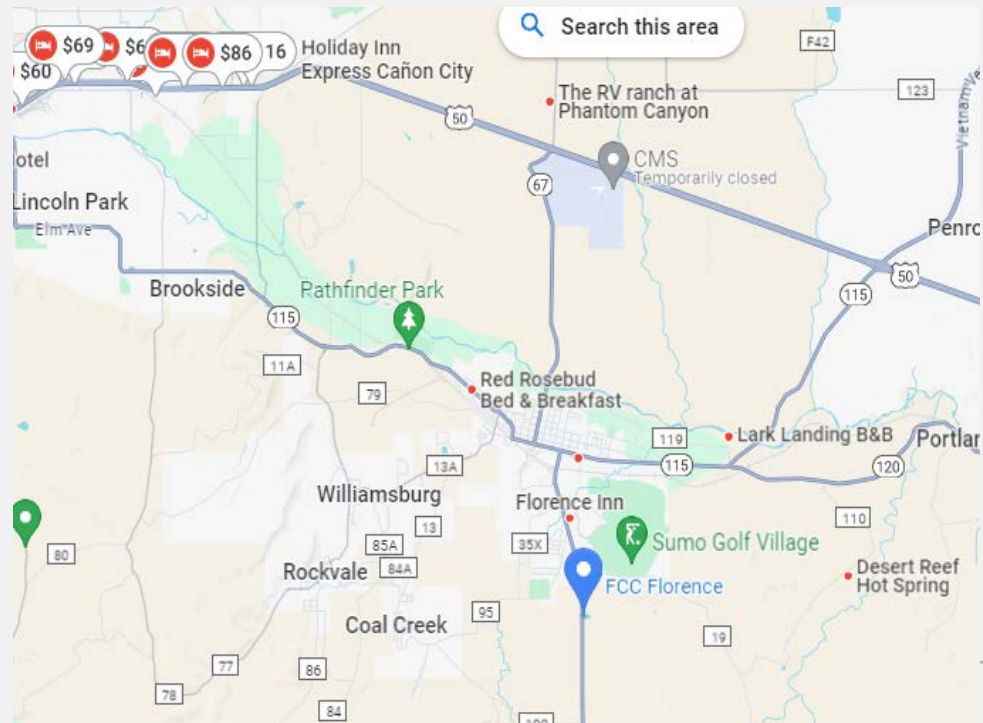 Search this area
F42
$69
$6
$86
16
$60
Holiday Inn
Express Cañon City
123
Vietnam Ve
The RV ranch at
Phantom Canyon
50
CMS
Temporarily closed
67
otel
Lincoln Park
Elm Ave
Penro
50
Brookside
Pathfinder Park
115
115
11A
79
Red Rosebud
Bed & Breakfast
119
Lark Landing B&B
Portlan
115
120
13A
Williamsburg
Florence Inn
13
110
35X
Sumo Golf Village
80
85A
Rockvale
84A
FCC Florence
Desert Reef
Hot Spring
95
Coal Creek
19
77
86
78
84